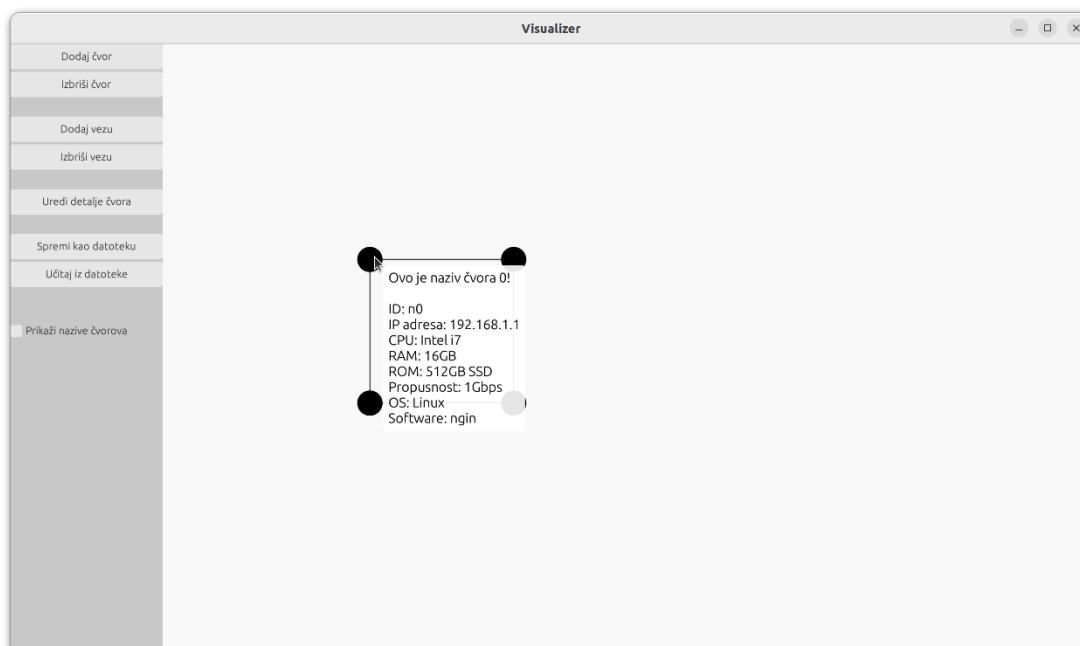 Visualizer
Dodaj čvor
Izbriši čvor
Dodaj vezu
Izbriši vezu
Uredi detalje čvora
Spremi kao datoteku
Učitaj iz datoteke
Prikaži nazive čvorova
Ovo je naziv čvora 0!
ID: n0
IP adresa: 192.168.1.1
CPU: Intel i7
RAM: 16GB
ROM: 512GB SSD
Propusnost: 1Gbps
OS: Linux
Software: ngin